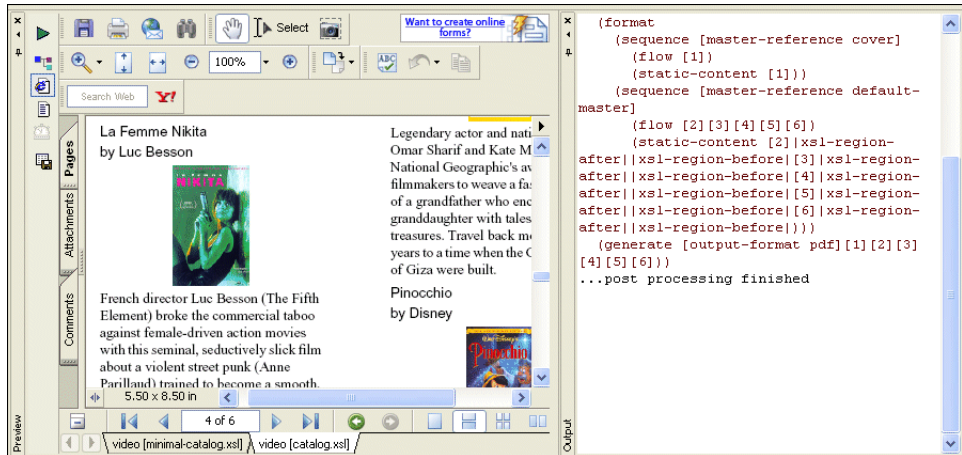 Select
Want to create online
forms?
100%
Search Web
Y!
Pages
Attachments
Comments
La Femme Nikita
by Luc Besson
la femme
NIKITA
French director Luc Besson (The Fifth
Element) broke the commercial taboo
against female-driven action movies
with this seminal, seductively slick film
about a violent street punk (Anne
Parillaud) trained to become a smooth,
Legendary actor and nati
Omar Sharif and Kate M
National Geographic's av
filmmakers to weave a fas
of a grandfather who enc
granddaughter with tales
treasures. Travel back mo
years to a time when the G
of Giza were built.
Pinocchio
by Disney
Pinocchio
5.50 x 8.50 in
4 of 6
video [minimal-catalog.xsl]
video [catalog.xsl]
Preview
(format
(sequence [master-reference cover]
(flow [1])
(static-content [1]))
(sequence [master-reference default-
master]
(flow [2][3][4][5][6])
(static-content [2]|xsl-region-
after||xsl-region-before|[3]|xsl-region-
after||xsl-region-before|[4]|xsl-region-
after||xsl-region-before|[5]|xsl-region-
after||xsl-region-before|[6]|xsl-region-
after||xsl-region-before|)))
(generate [output-format pdf][1][2][3]
[4][5][6]))
...post processing finished
Output